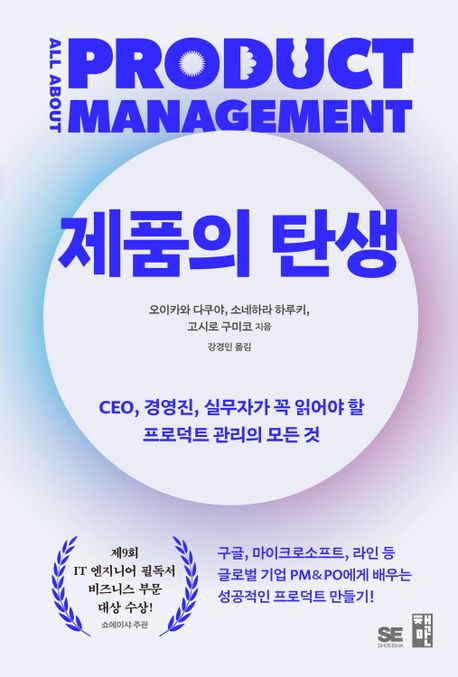 ALL ABOUT
PRODUCT
MANAGEMENT
제품의 탄생
오이카와 다쿠야, 소네하라 하루키,
고시로 구미코 지음
강경민 옮김
CEO, 경영진, 실무자가 꼭 읽어야 할
프로덕트 관리의 모든 것
제9회
IT 엔지니어 필독서
비즈니스 부문
대상 수상!
쇼에이샤 주관
구글, 마이크로소프트, 라인 등
글로벌 기업 PM&PO에게 배우는
성공적인 프로덕트 만들기!
SE
SHOEISHA
책만